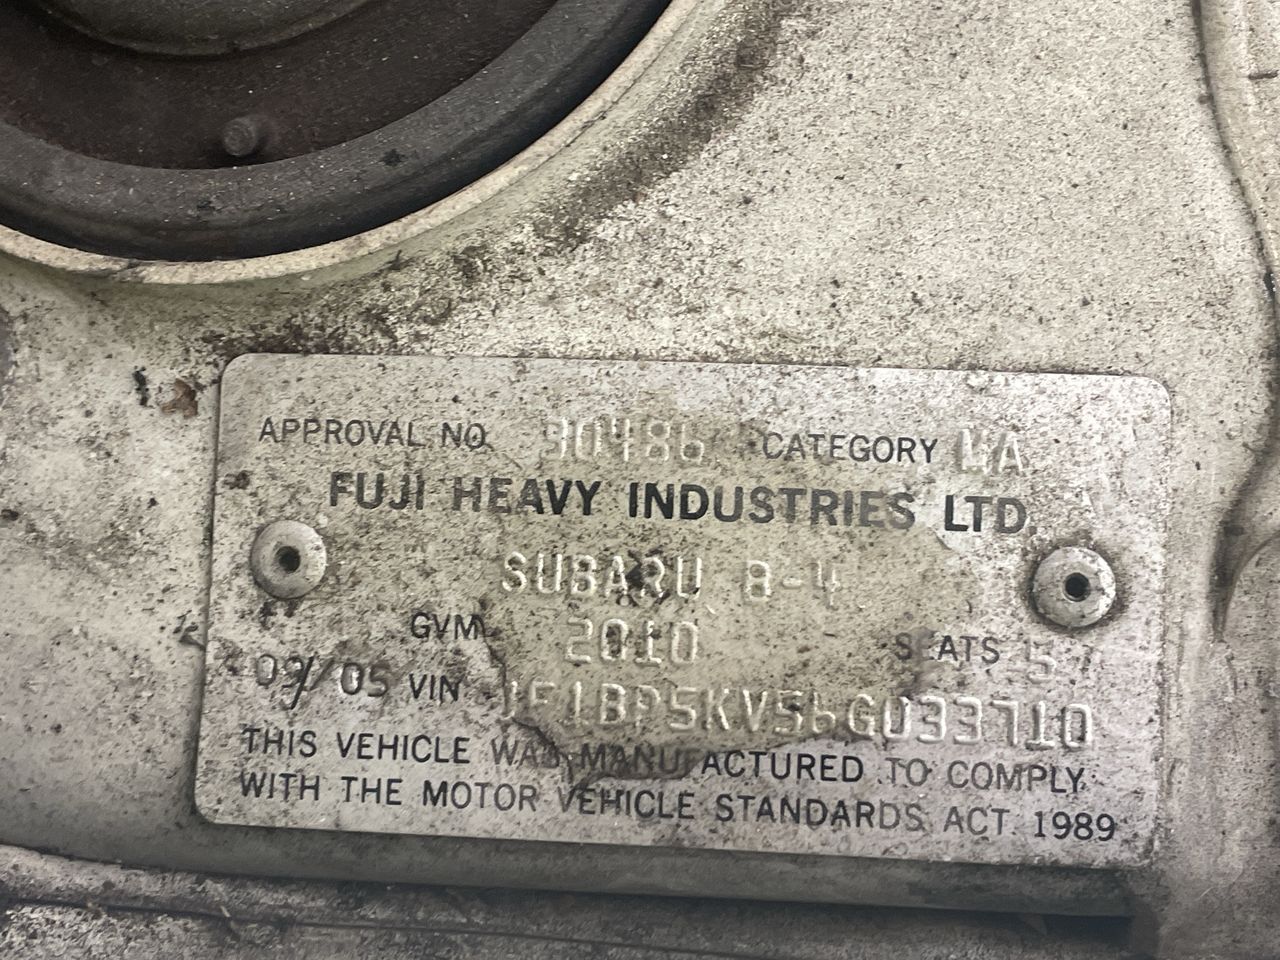 APPROVAL NO. 30486 CATEGORY MA
FUJI HEAVY INDUSTRIES LTD.
SUBARU B-4
GVM 2010 SEATS 5
09/05 VIN JF1BP5KV56G033710
THIS VEHICLE WAS MANUFACTURED TO COMPLY
WITH THE MOTOR VEHICLE STANDARDS ACT 1989